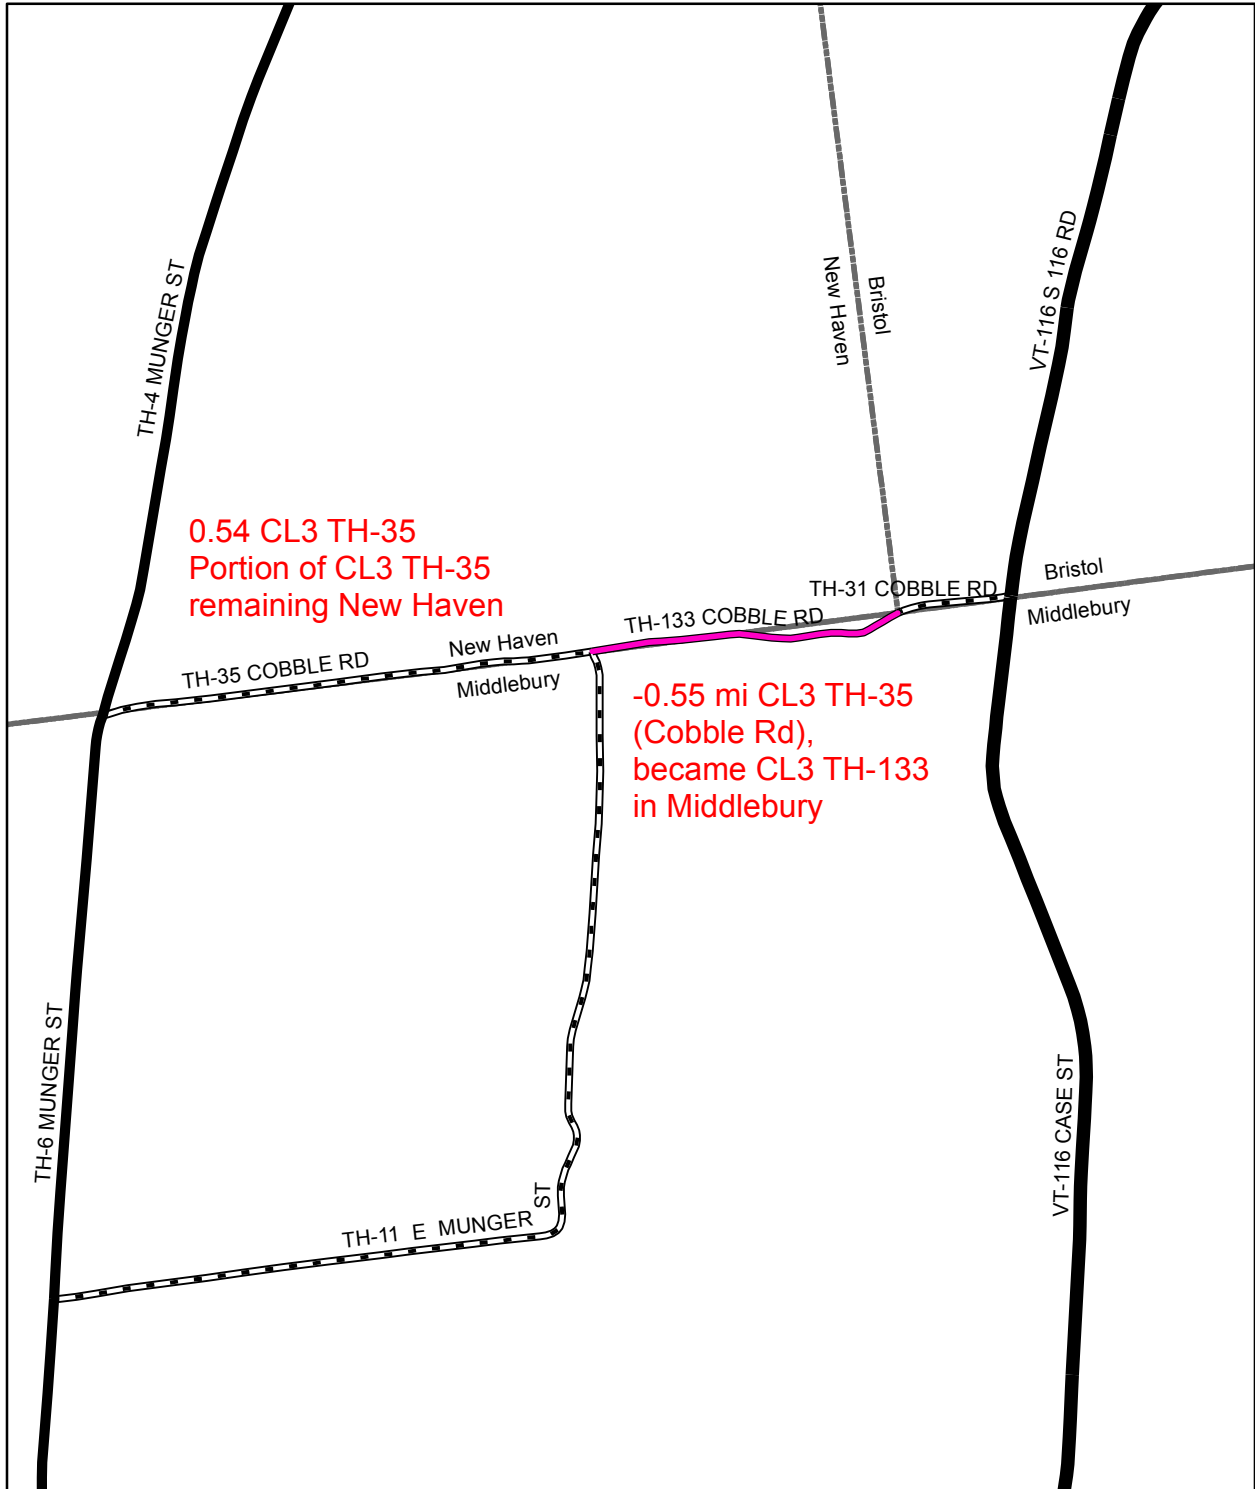 New Haven
Bristol
VT-116 S 116 RD
TH-4 MUNGER ST
0.54 CL3 TH-35
Portion of CL3 TH-35
remaining New Haven
Bristol
Middlebury
TH-31 COBBLE RD
TH-133 COBBLE RD
New Haven
Middlebury
TH-35 COBBLE RD
-0.55 mi CL3 TH-35
(Cobble Rd),
became CL3 TH-133
in Middlebury
TH-6 MUNGER ST
VT-116 CASE ST
TH-11 E MUNGER ST